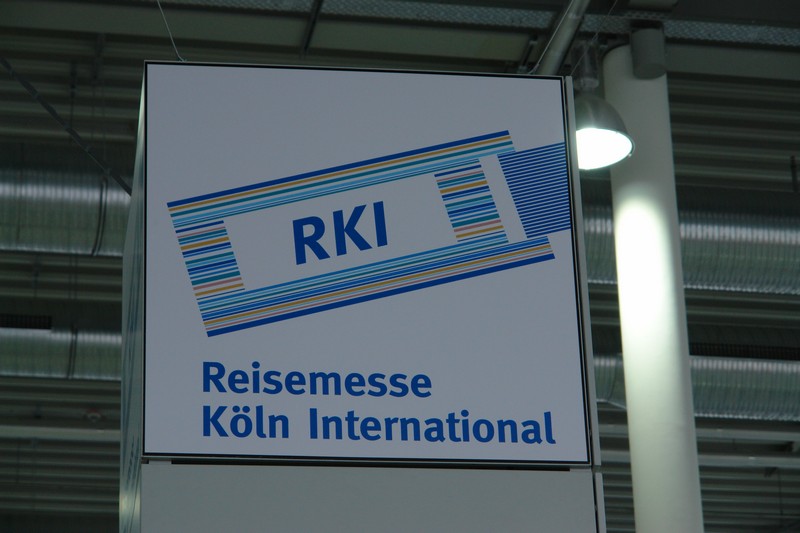 RKI
Reisemesse
Köln International